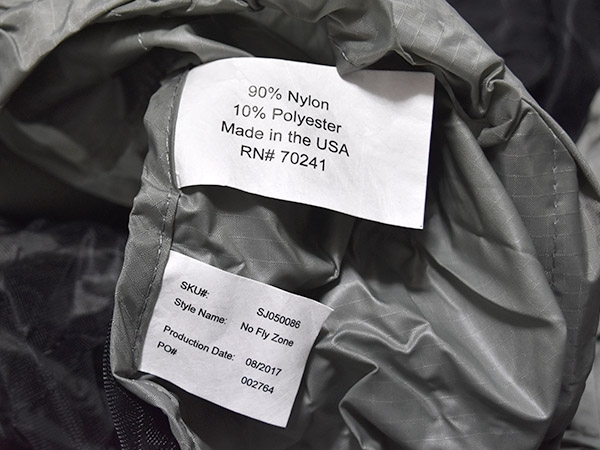 90% Nylon
10% Polyester
Made in the USA
RN# 70241
SKU#: SJ050086
Style Name: No Fly Zone
Production Date: 08/2017
PO# 002764